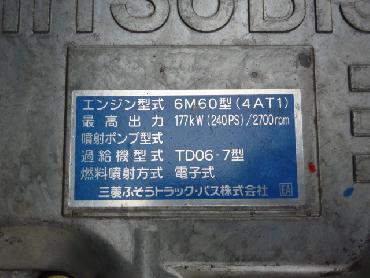 MITSUBIS
エンジン型式 6M60型(4AT1)
最高出力 177kW(240PS)/2700rpm
噴射ポンプ型式
過給機型式 TD06-7型
燃料噴射方式 電子式
三菱ふそうトラック・バス株式会社 EA